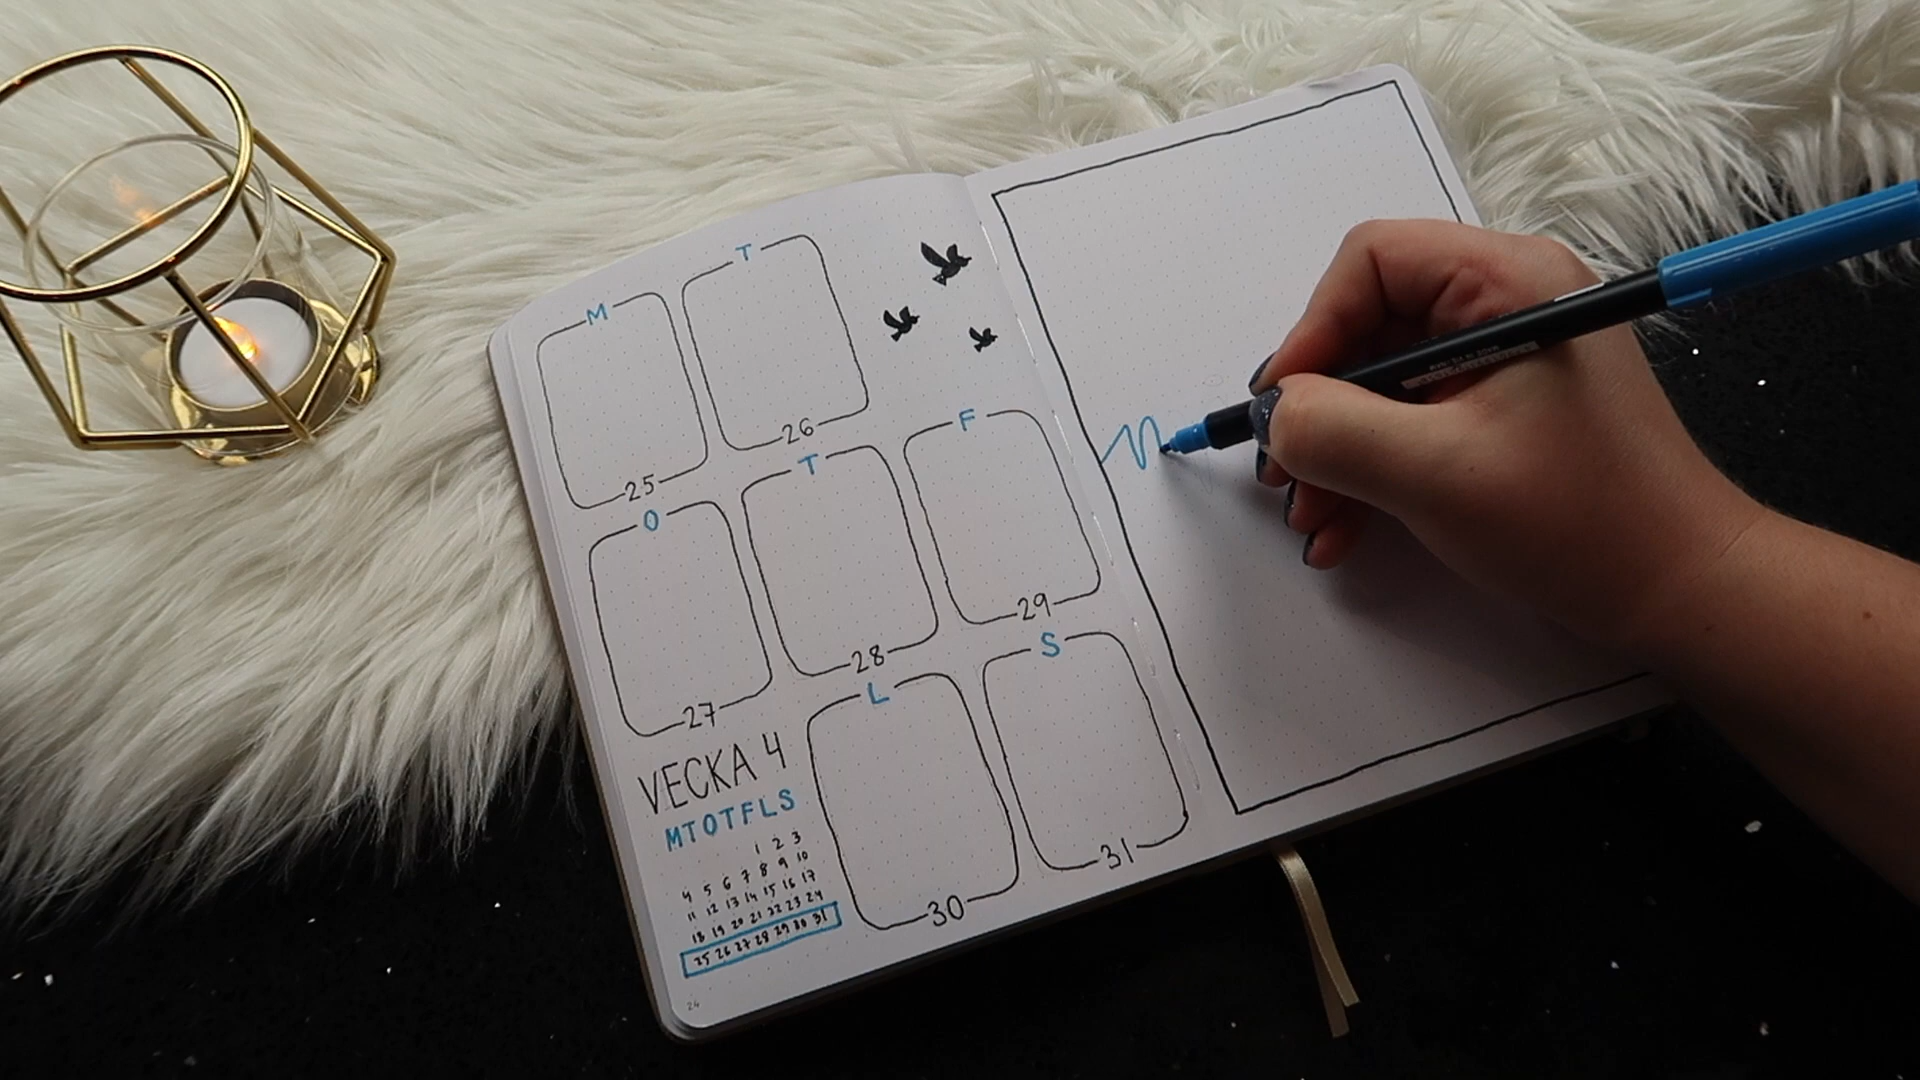 M
T
25
26
O
T
F
27
28
29
L
S
30
31
VECKA 4
MTOTFLS
1 2 3
4 5 6 7 8 9 10
11 12 13 14 15 16 17
18 19 20 21 22 23 24
25 26 27 28 29 30 31
24